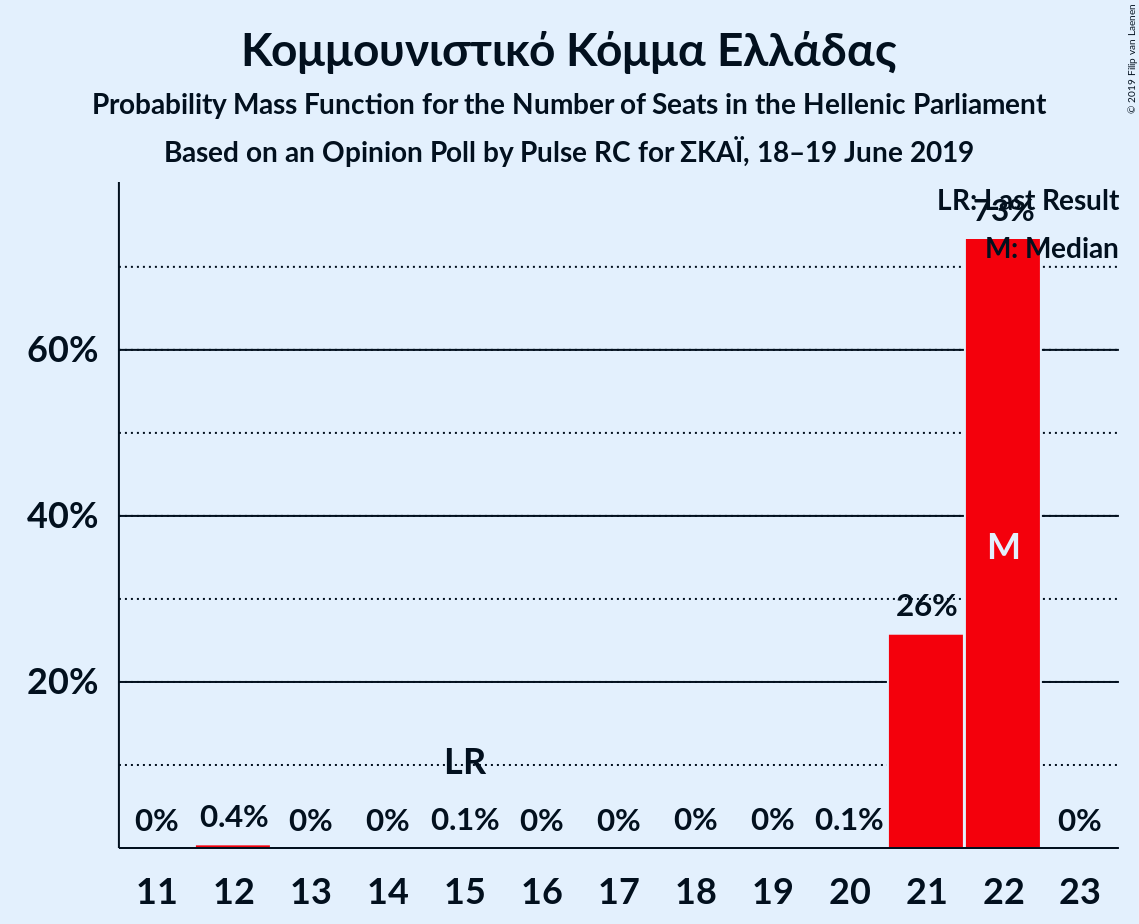 Κομμουνιστικό Κόμμα Ελλάδας
Probability Mass Function for the Number of Seats in the Hellenic Parliament
Based on an Opinion Poll by Pulse RC for ΣΚΑΪ, 18–19 June 2019
© 2019 Filip van Laenen
LR: Last Result
M: Median
73%
60%
40%
M
26%
20%
LR
0% 0.4% 0% 0% 0.1% 0% 0% 0% 0% 0.1% 0%
11 12 13 14 15 16 17 18 19 20 21 22 23